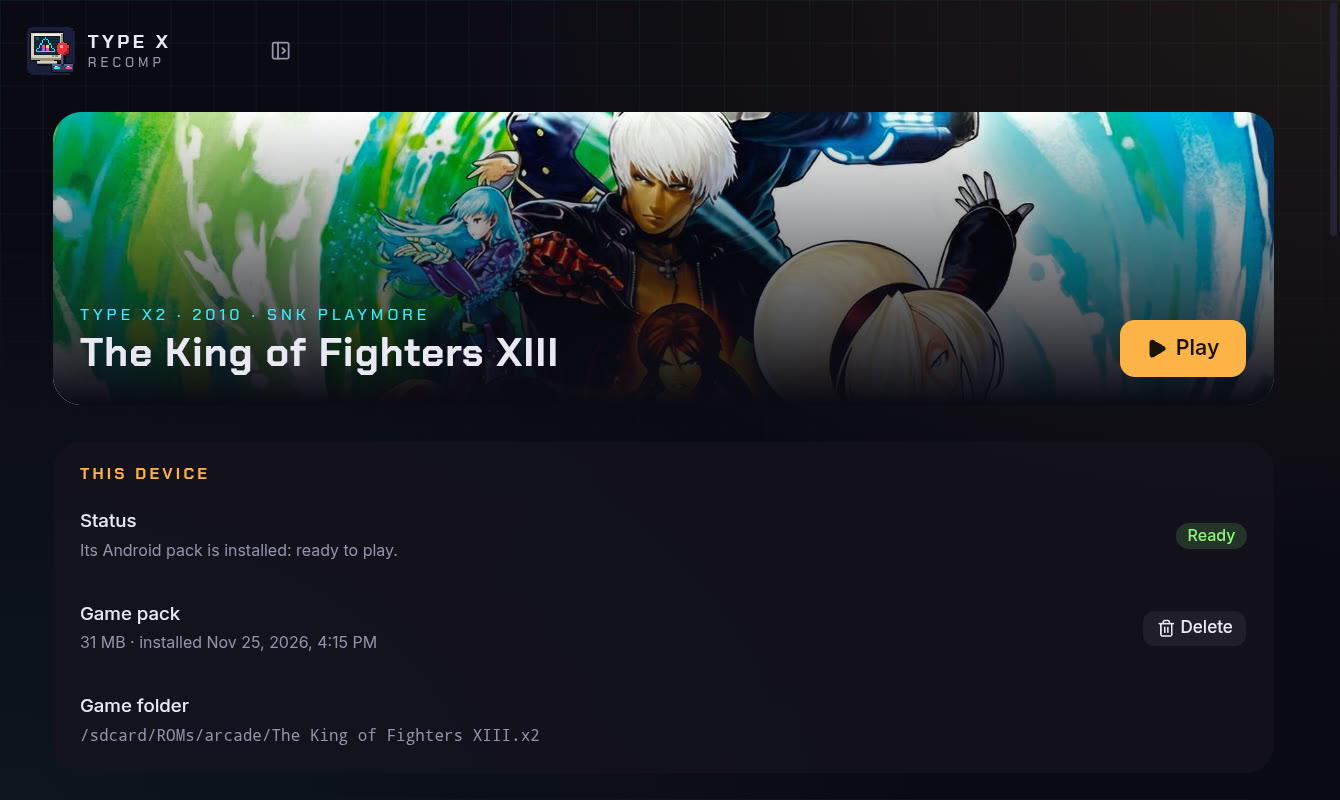 TYPE X
RECOMP
TYPE X2 · 2010 · SNK PLAYMORE
The King of Fighters XIII
Play
THIS DEVICE
Status
Its Android pack is installed: ready to play.
Ready
Game pack
31 MB · installed Nov 25, 2026, 4:15 PM
Delete
Game folder
/sdcard/ROMs/arcade/The King of Fighters XIII.x2